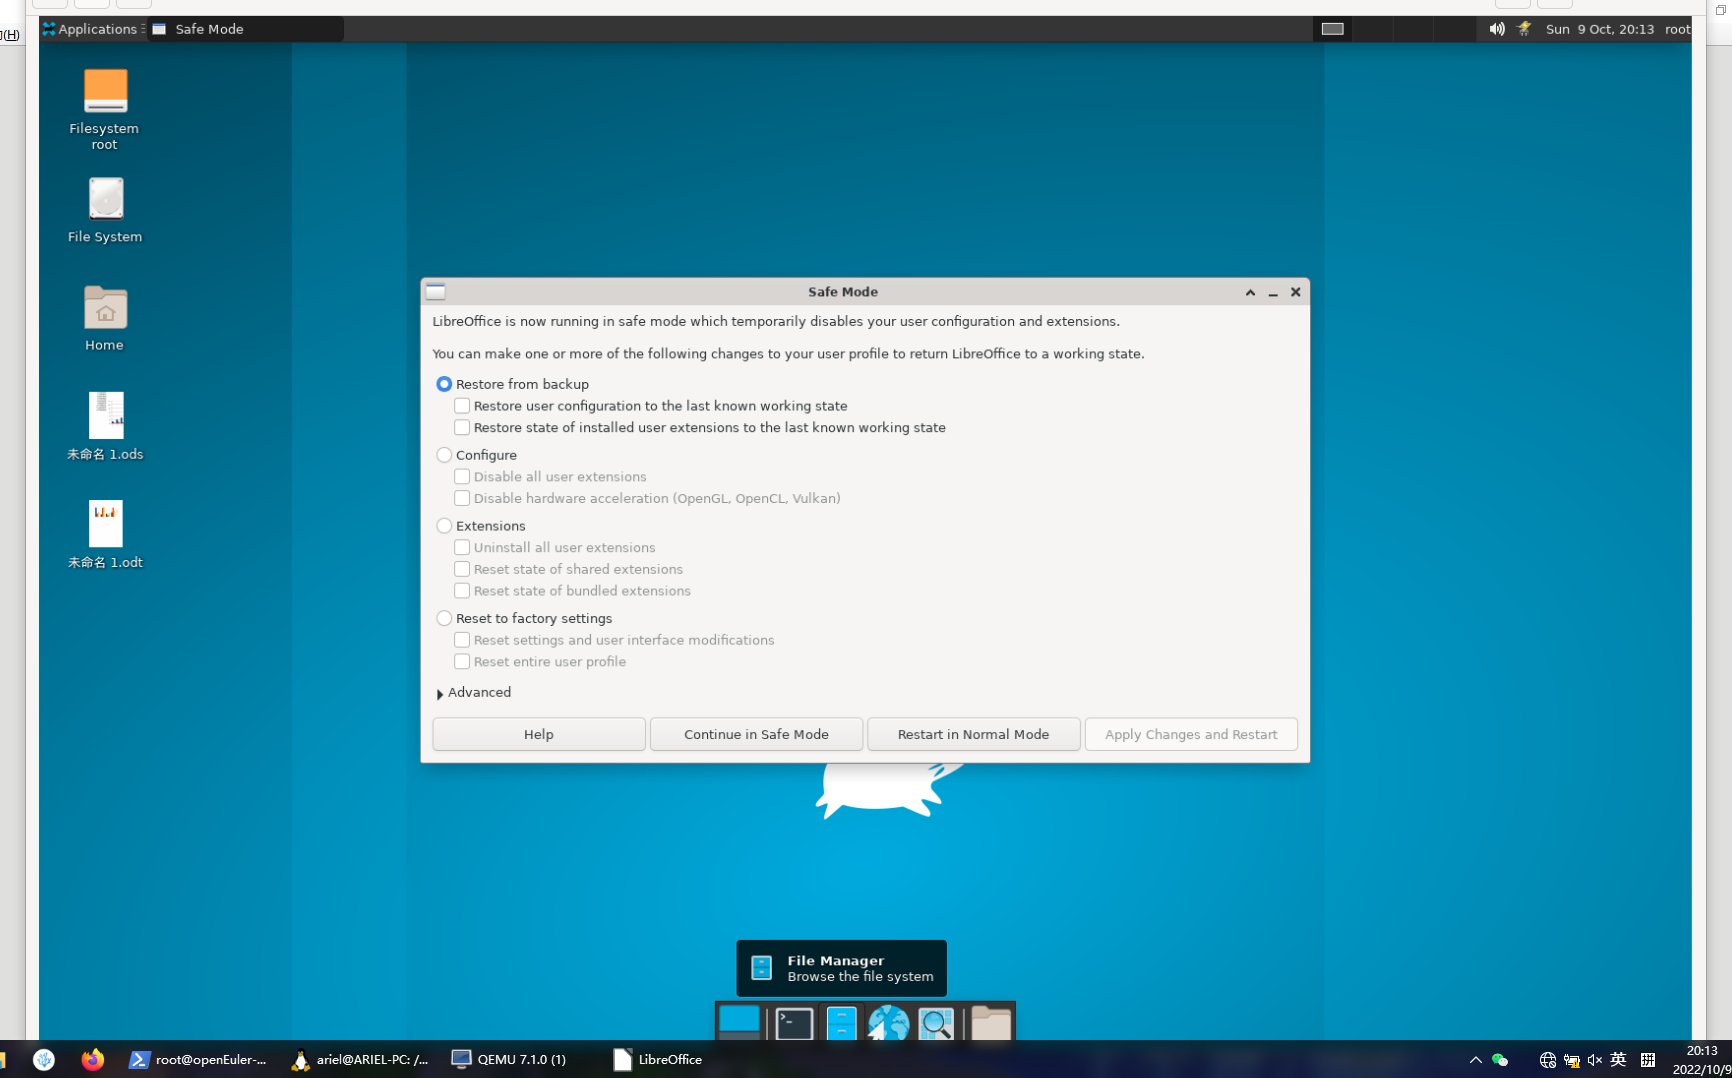 (H)
Applications
Safe Mode
Sun 9 Oct, 20:13
root
Filesystem
root
File System
Home
未命名 1.ods
未命名 1.odt
Safe Mode
LibreOffice is now running in safe mode which temporarily disables your user configuration and extensions.
You can make one or more of the following changes to your user profile to return LibreOffice to a working state.
Restore from backup
Restore user configuration to the last known working state
Restore state of installed user extensions to the last known working state
Configure
Disable all user extensions
Disable hardware acceleration (OpenGL, OpenCL, Vulkan)
Extensions
Uninstall all user extensions
Reset state of shared extensions
Reset state of bundled extensions
Reset to factory settings
Reset settings and user interface modifications
Reset entire user profile
Advanced
Help
Continue in Safe Mode
Restart in Normal Mode
Apply Changes and Restart
File Manager
Browse the file system
root@openEuler-...
ariel@ARIEL-PC: /...
QEMU 7.1.0 (1)
LibreOffice
英
拼
20:13
2022/10/9